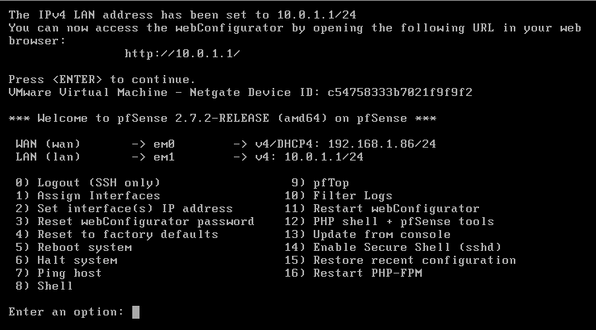 The IPv4 LAN address has been set to 10.0.1.1/24
You can now access the webConfigurator by opening the following URL in your web
browser:
http://10.0.1.1/
Press <ENTER> to continue.
VMware Virtual Machine - Netgate Device ID: c54758333b7021f9f9f2
*** Welcome to pfSense 2.7.2-RELEASE (amd64) on pfSense ***
WAN (wan) -> em0 -> v4/DHCP4: 192.168.1.86/24
LAN (lan) -> em1 -> v4: 10.0.1.1/24
0) Logout (SSH only) 9) pfTop
1) Assign Interfaces 10) Filter Logs
2) Set interface(s) IP address 11) Restart webConfigurator
3) Reset webConfigurator password 12) PHP shell + pfSense tools
4) Reset to factory defaults 13) Update from console
5) Reboot system 14) Enable Secure Shell (sshd)
6) Halt system 15) Restore recent configuration
7) Ping host 16) Restart PHP-FPM
8) Shell
Enter an option: